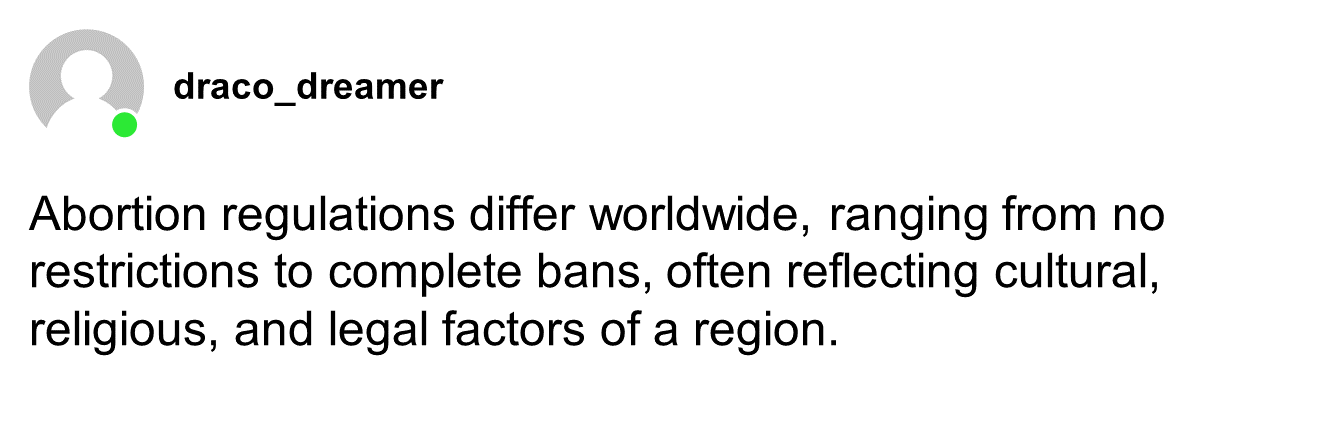 draco_dreamer
Abortion regulations differ worldwide, ranging from no
restrictions to complete bans, often reflecting cultural,
religious, and legal factors of a region.